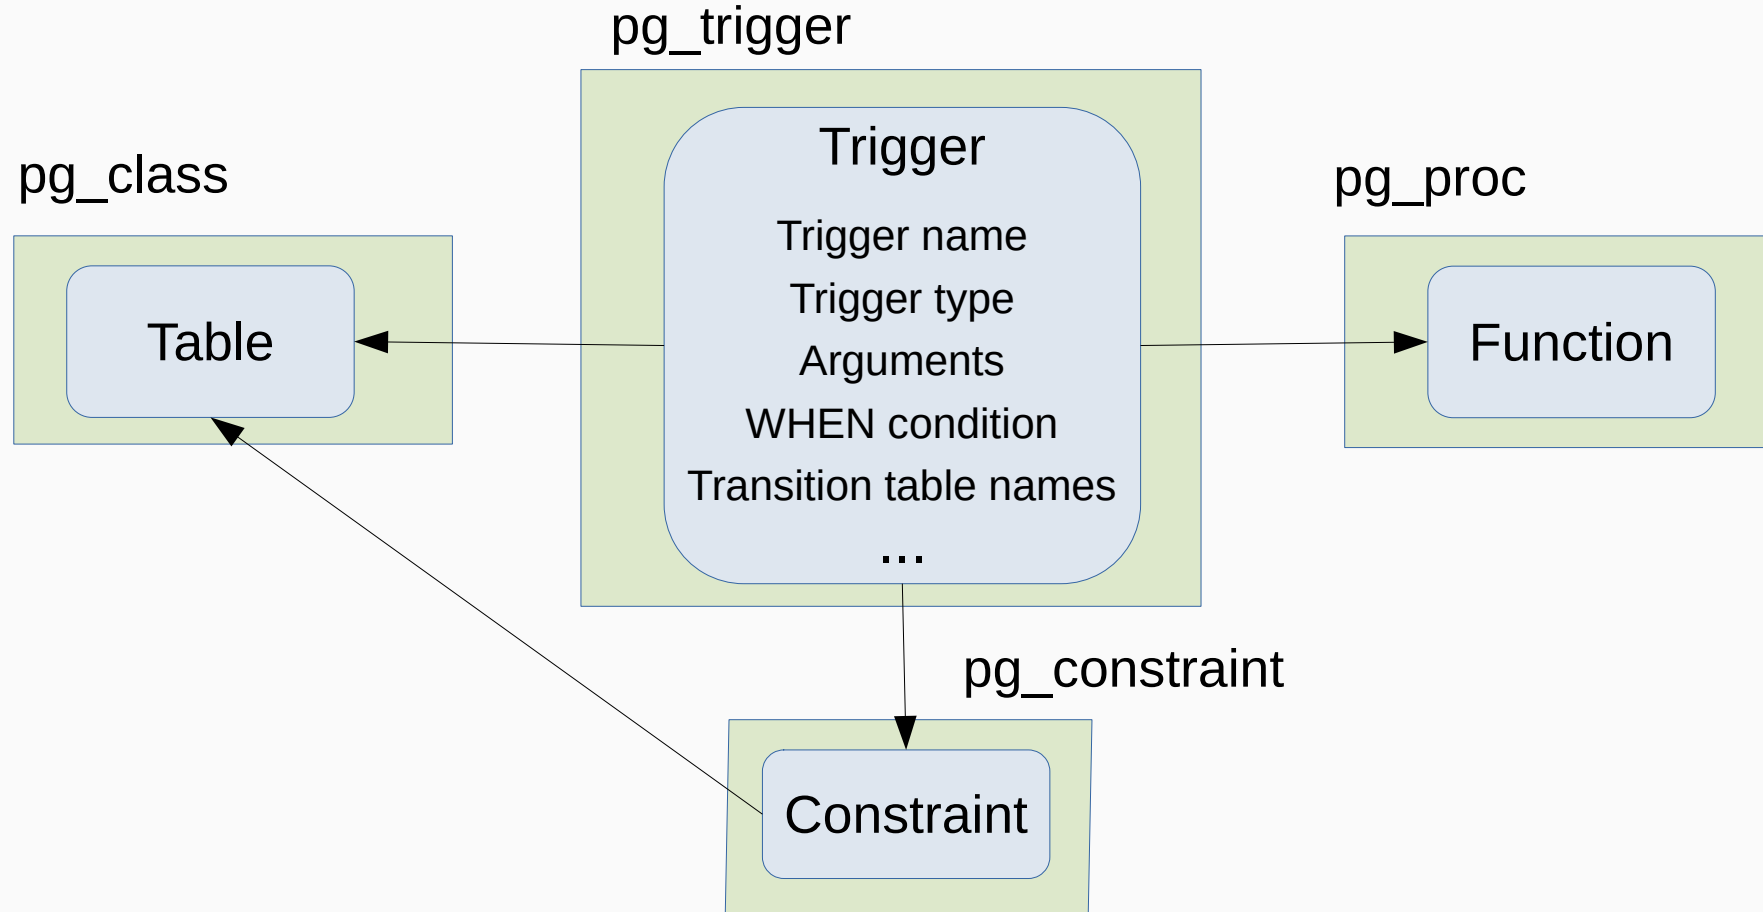 pg_trigger
Trigger
Trigger name
Trigger type
Arguments
WHEN condition
Transition table names
...
pg_class
Table
pg_proc
Function
pg_constraint
Constraint